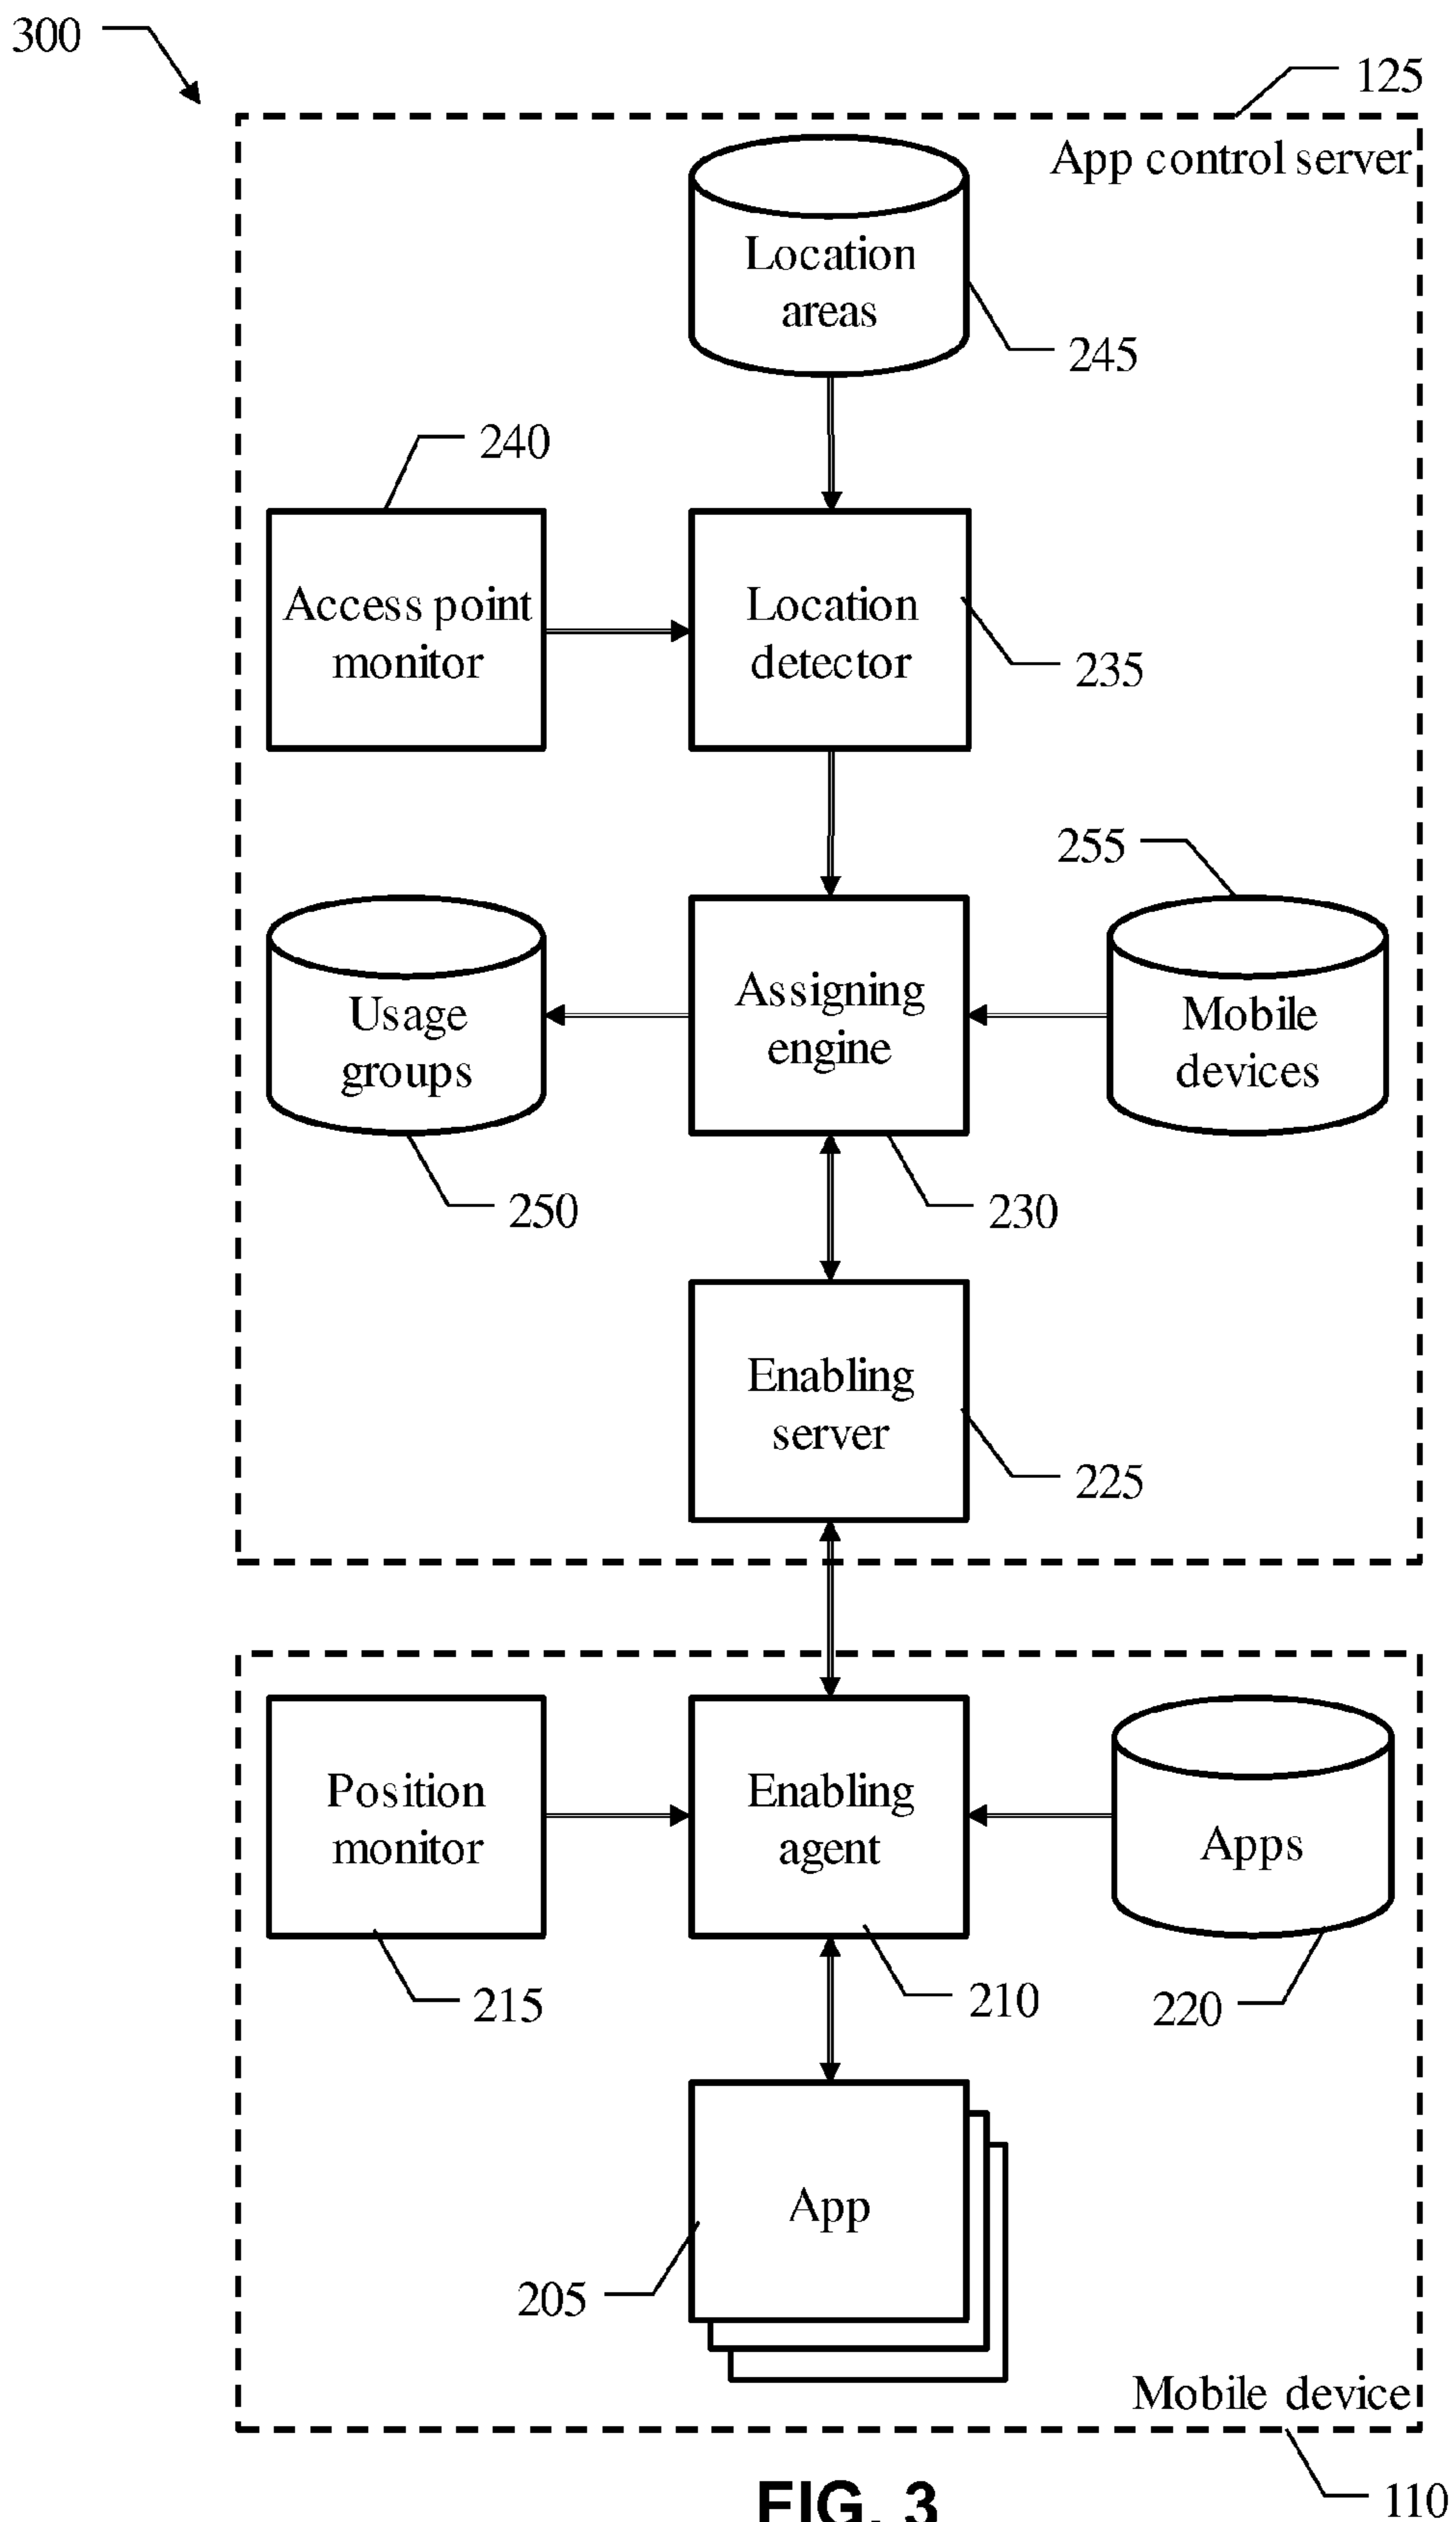 300
125
App control server
Location
areas
245
240
Access point
monitor
Location
detector
235
255
Usage
groups
Assigning
engine
Mobile
devices
250
230
Enabling
server
225
Position
monitor
Enabling
agent
Apps
215
210
220
App
205
Mobile device
110
FIG. 3